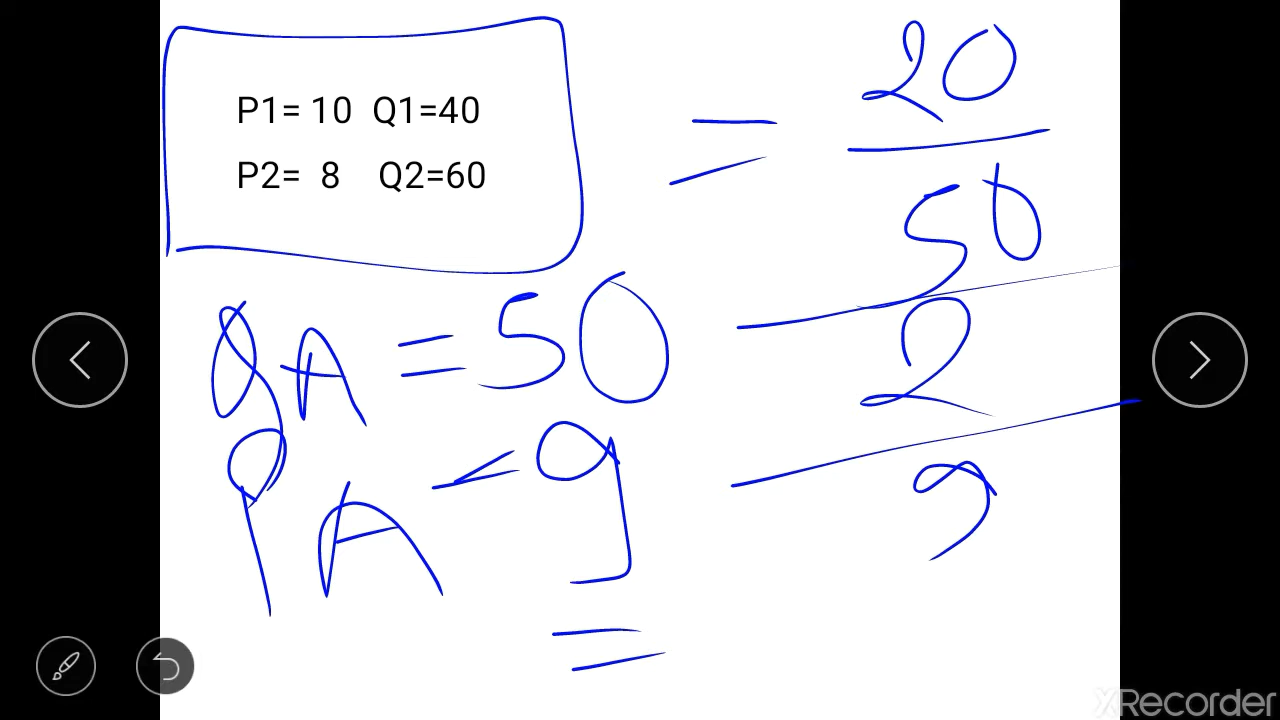 P1= 10 Q1=40
P2= 8 Q2=60
= 20
50
2
9
QA = 50
PA = 9
=
XRecorder